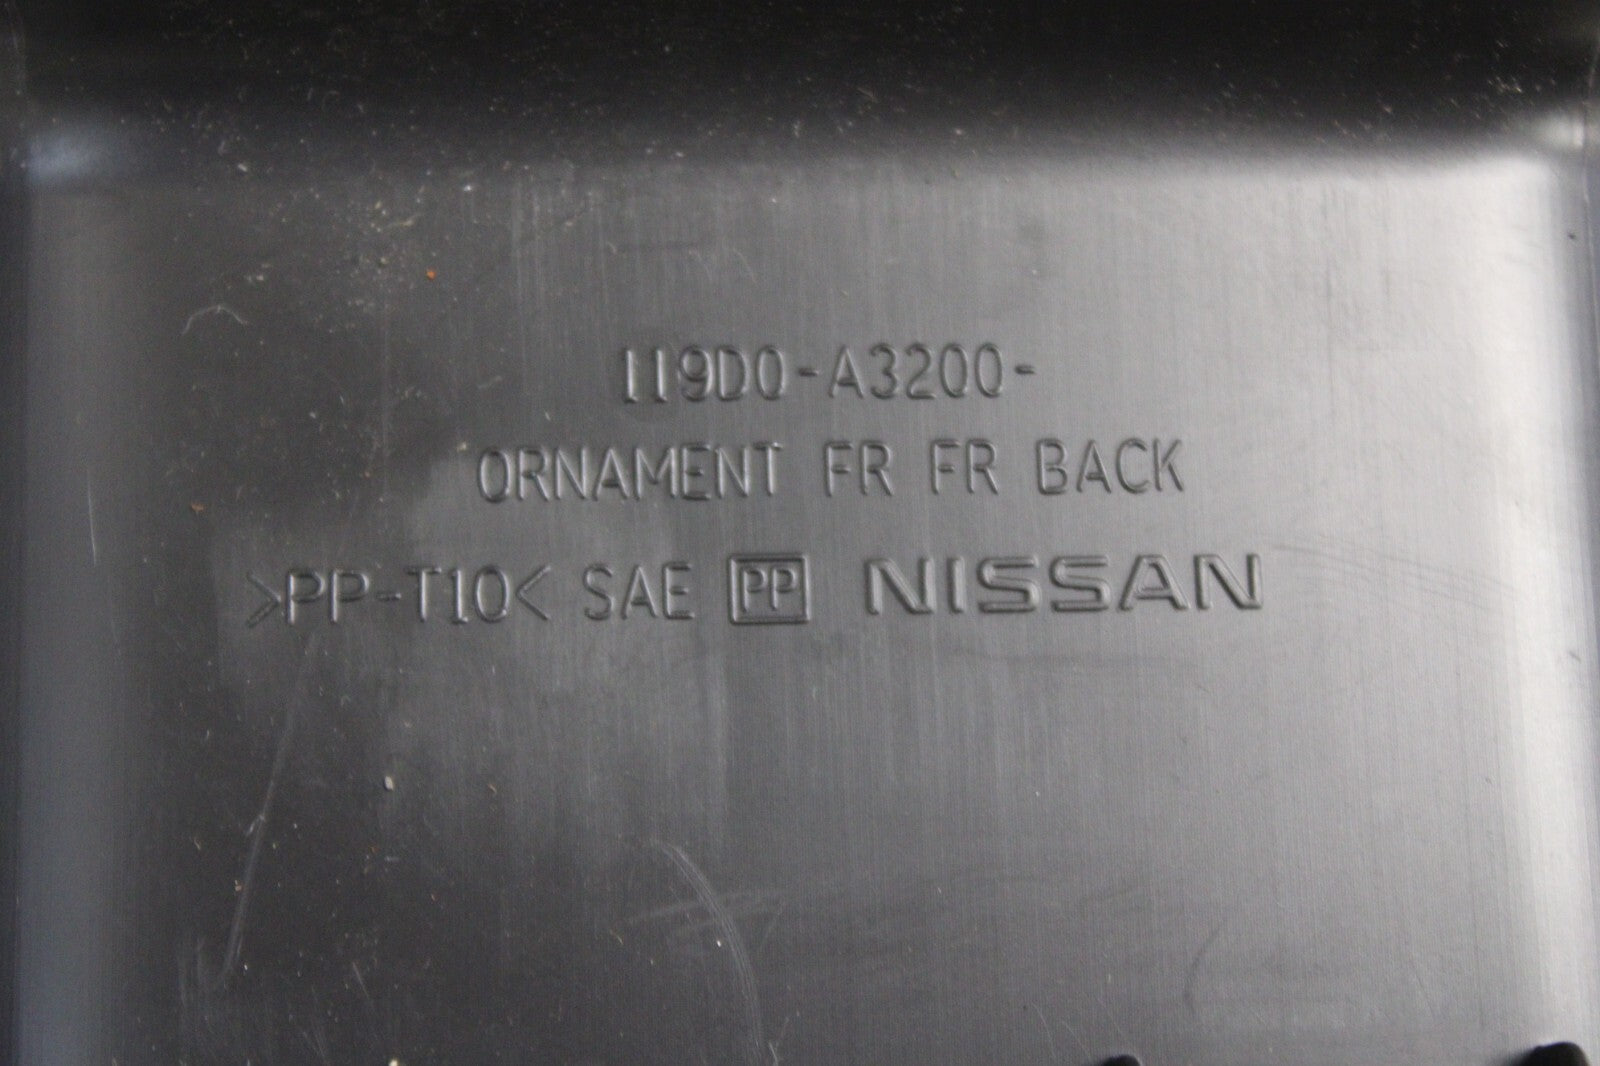 119D0-A3200-
ORNAMENT FR FR BACK
>PP-T10< SAE PP NISSAN